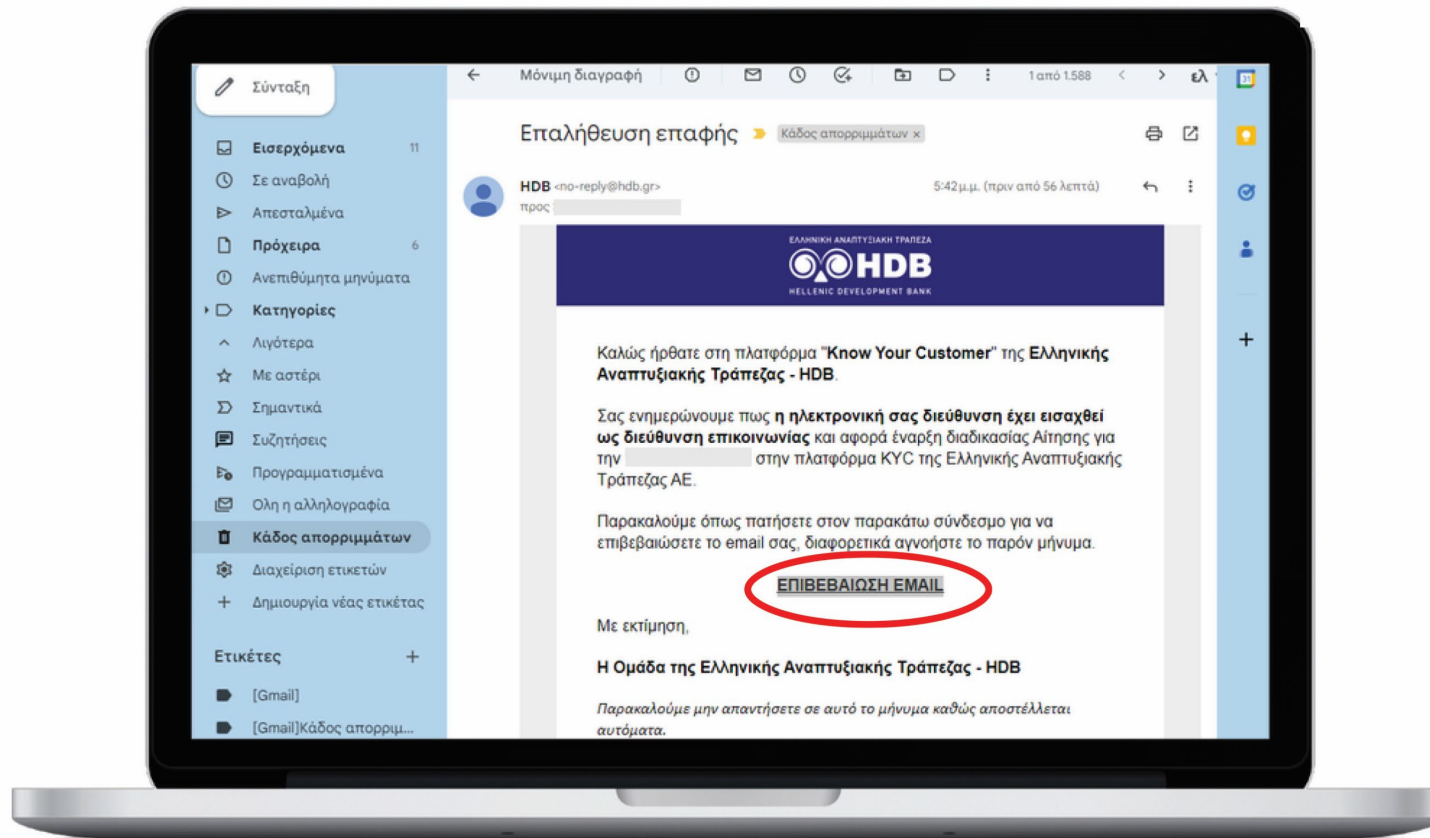 Σύνταξη
Εισερχόμενα 11
Σε αναβολή
Απεσταλμένα
Πρόχειρα 6
Ανεπιθύμητα μηνύματα
Κατηγορίες
Λιγότερα
Με αστέρι
Σημαντικά
Συζητήσεις
Προγραμματισμένα
Ολη η αλληλογραφία
Κάδος απορριμμάτων
Διαχείριση ετικετών
Δημιουργία νέας ετικέτας
Ετικέτες
[Gmail]
[Gmail]Κάδος απορριμ...
Μόνιμη διαγραφή 1 από 1.588 ελ
31
Επαλήθευση επαφής Κάδος απορριμμάτων x
HDB <no-reply@hdb.gr> 5:42 μ.μ. (πριν από 56 λεπτά)
προς
ΕΛΛΗΝΙΚΗ ΑΝΑΠΤΥΞΙΑΚΗ ΤΡΑΠΕΖΑ
HDB
HELLENIC DEVELOPMENT BANK
Καλώς ήρθατε στη πλατφόρμα "Know Your Customer" της Ελληνικής
Αναπτυξιακής Τράπεζας - HDB.
Σας ενημερώνουμε πως η ηλεκτρονική σας διεύθυνση έχει εισαχθεί
ως διεύθυνση επικοινωνίας και αφορά έναρξη διαδικασίας Αίτησης για
την στην πλατφόρμα KYC της Ελληνικής Αναπτυξιακής
Τράπεζας ΑΕ.
Παρακαλούμε όπως πατήσετε στον παρακάτω σύνδεσμο για να
επιβεβαιώσετε το email σας, διαφορετικά αγνοήστε το παρόν μήνυμα.
ΕΠΙΒΕΒΑΙΩΣΗ EMAIL
Με εκτίμηση,
Η Ομάδα της Ελληνικής Αναπτυξιακής Τράπεζας - HDB
Παρακαλούμε μην απαντήσετε σε αυτό το μήνυμα καθώς αποστέλλεται
αυτόματα.